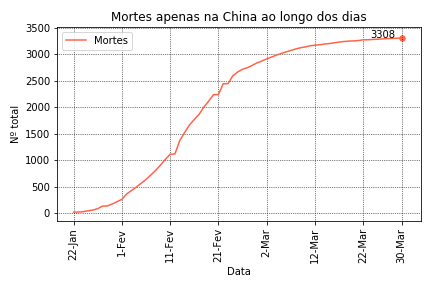 Mortes apenas na China ao longo dos dias
Mortes
3308
Nº total
3500
3000
2500
2000
1500
1000
500
0
22-Jan
1-Fev
11-Fev
21-Fev
2-Mar
12-Mar
22-Mar
30-Mar
Data